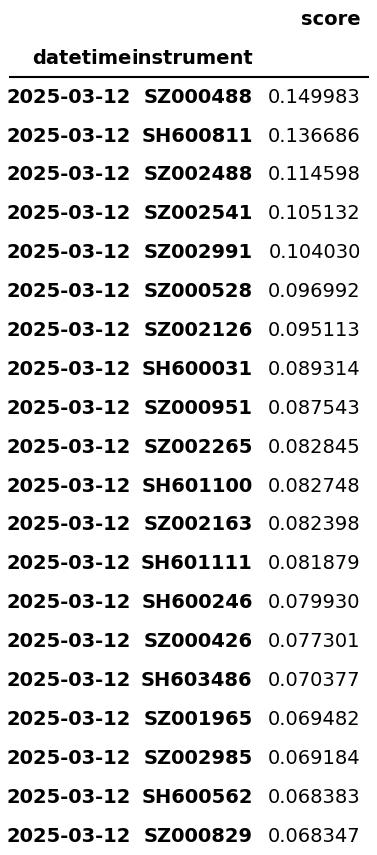 score
datetime instrument
2025-03-12 SZ000488 0.149983
2025-03-12 SH600811 0.136686
2025-03-12 SZ002488 0.114598
2025-03-12 SZ002541 0.105132
2025-03-12 SZ002991 0.104030
2025-03-12 SZ000528 0.096992
2025-03-12 SZ002126 0.095113
2025-03-12 SH600031 0.089314
2025-03-12 SZ000951 0.087543
2025-03-12 SZ002265 0.082845
2025-03-12 SH601100 0.082748
2025-03-12 SZ002163 0.082398
2025-03-12 SH601111 0.081879
2025-03-12 SH600246 0.079930
2025-03-12 SZ000426 0.077301
2025-03-12 SH603486 0.070377
2025-03-12 SZ001965 0.069482
2025-03-12 SZ002985 0.069184
2025-03-12 SH600562 0.068383
2025-03-12 SZ000829 0.068347